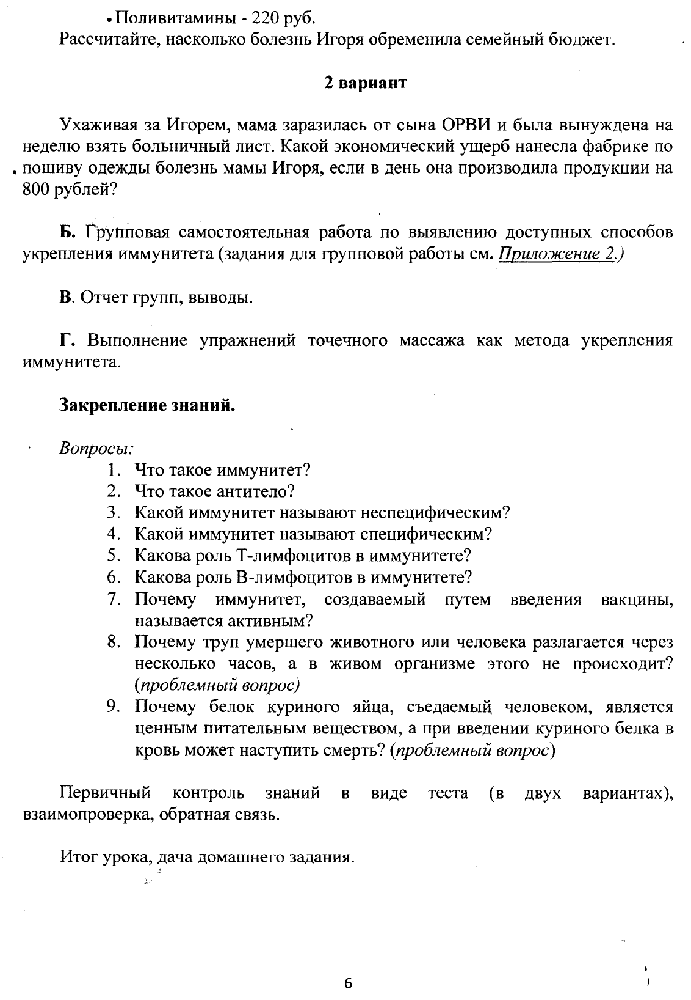 • Поливитамины - 220 руб.
Рассчитайте, насколько болезнь Игоря обременила семейный бюджет.
2 вариант
Ухаживая за Игорем, мама заразилась от сына ОРВИ и была вынуждена на
неделю взять больничный лист. Какой экономический ущерб нанесла фабрике по
пошиву одежды болезнь мамы Игоря, если в день она производила продукции на
800 рублей?
Б. Групповая самостоятельная работа по выявлению доступных способов
укрепления иммунитета (задания для групповой работы см. Приложение 2.)
В. Отчет групп, выводы.
Г. Выполнение упражнений точечного массажа как метода укрепления
иммунитета.
Закрепление знаний.
Вопросы:
1. Что такое иммунитет?
2. Что такое антитело?
3. Какой иммунитет называют неспецифическим?
4. Какой иммунитет называют специфическим?
5. Какова роль Т-лимфоцитов в иммунитете?
6. Какова роль В-лимфоцитов в иммунитете?
7. Почему иммунитет, создаваемый путем введения вакцины,
называется активным?
8. Почему труп умершего животного или человека разлагается через
несколько часов, а в живом организме этого не происходит?
(проблемный вопрос)
9. Почему белок куриного яйца, съедаемый человеком, является
ценным питательным веществом, а при введении куриного белка в
кровь может наступить смерть? (проблемный вопрос)
Первичный контроль знаний в виде теста (в двух вариантах),
взаимопроверка, обратная связь.
Итог урока, дача домашнего задания.
6